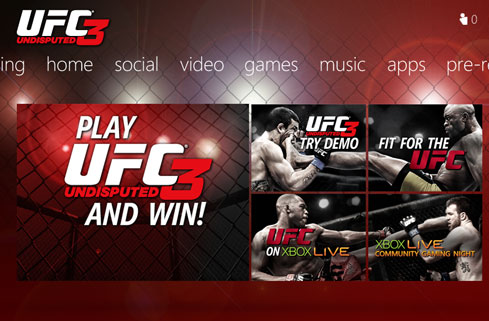 UFC
UNDISPUTED 3
0
ing home social video games music apps pre-r
PLAY
UFC
UNDISPUTED 3
AND WIN!
UFC
UNDISPUTED 3
TRY DEMO
FIT FOR THE
UFC
UFC
ON XBOX LIVE
XBOX LIVE
COMMUNITY GAMING NIGHT